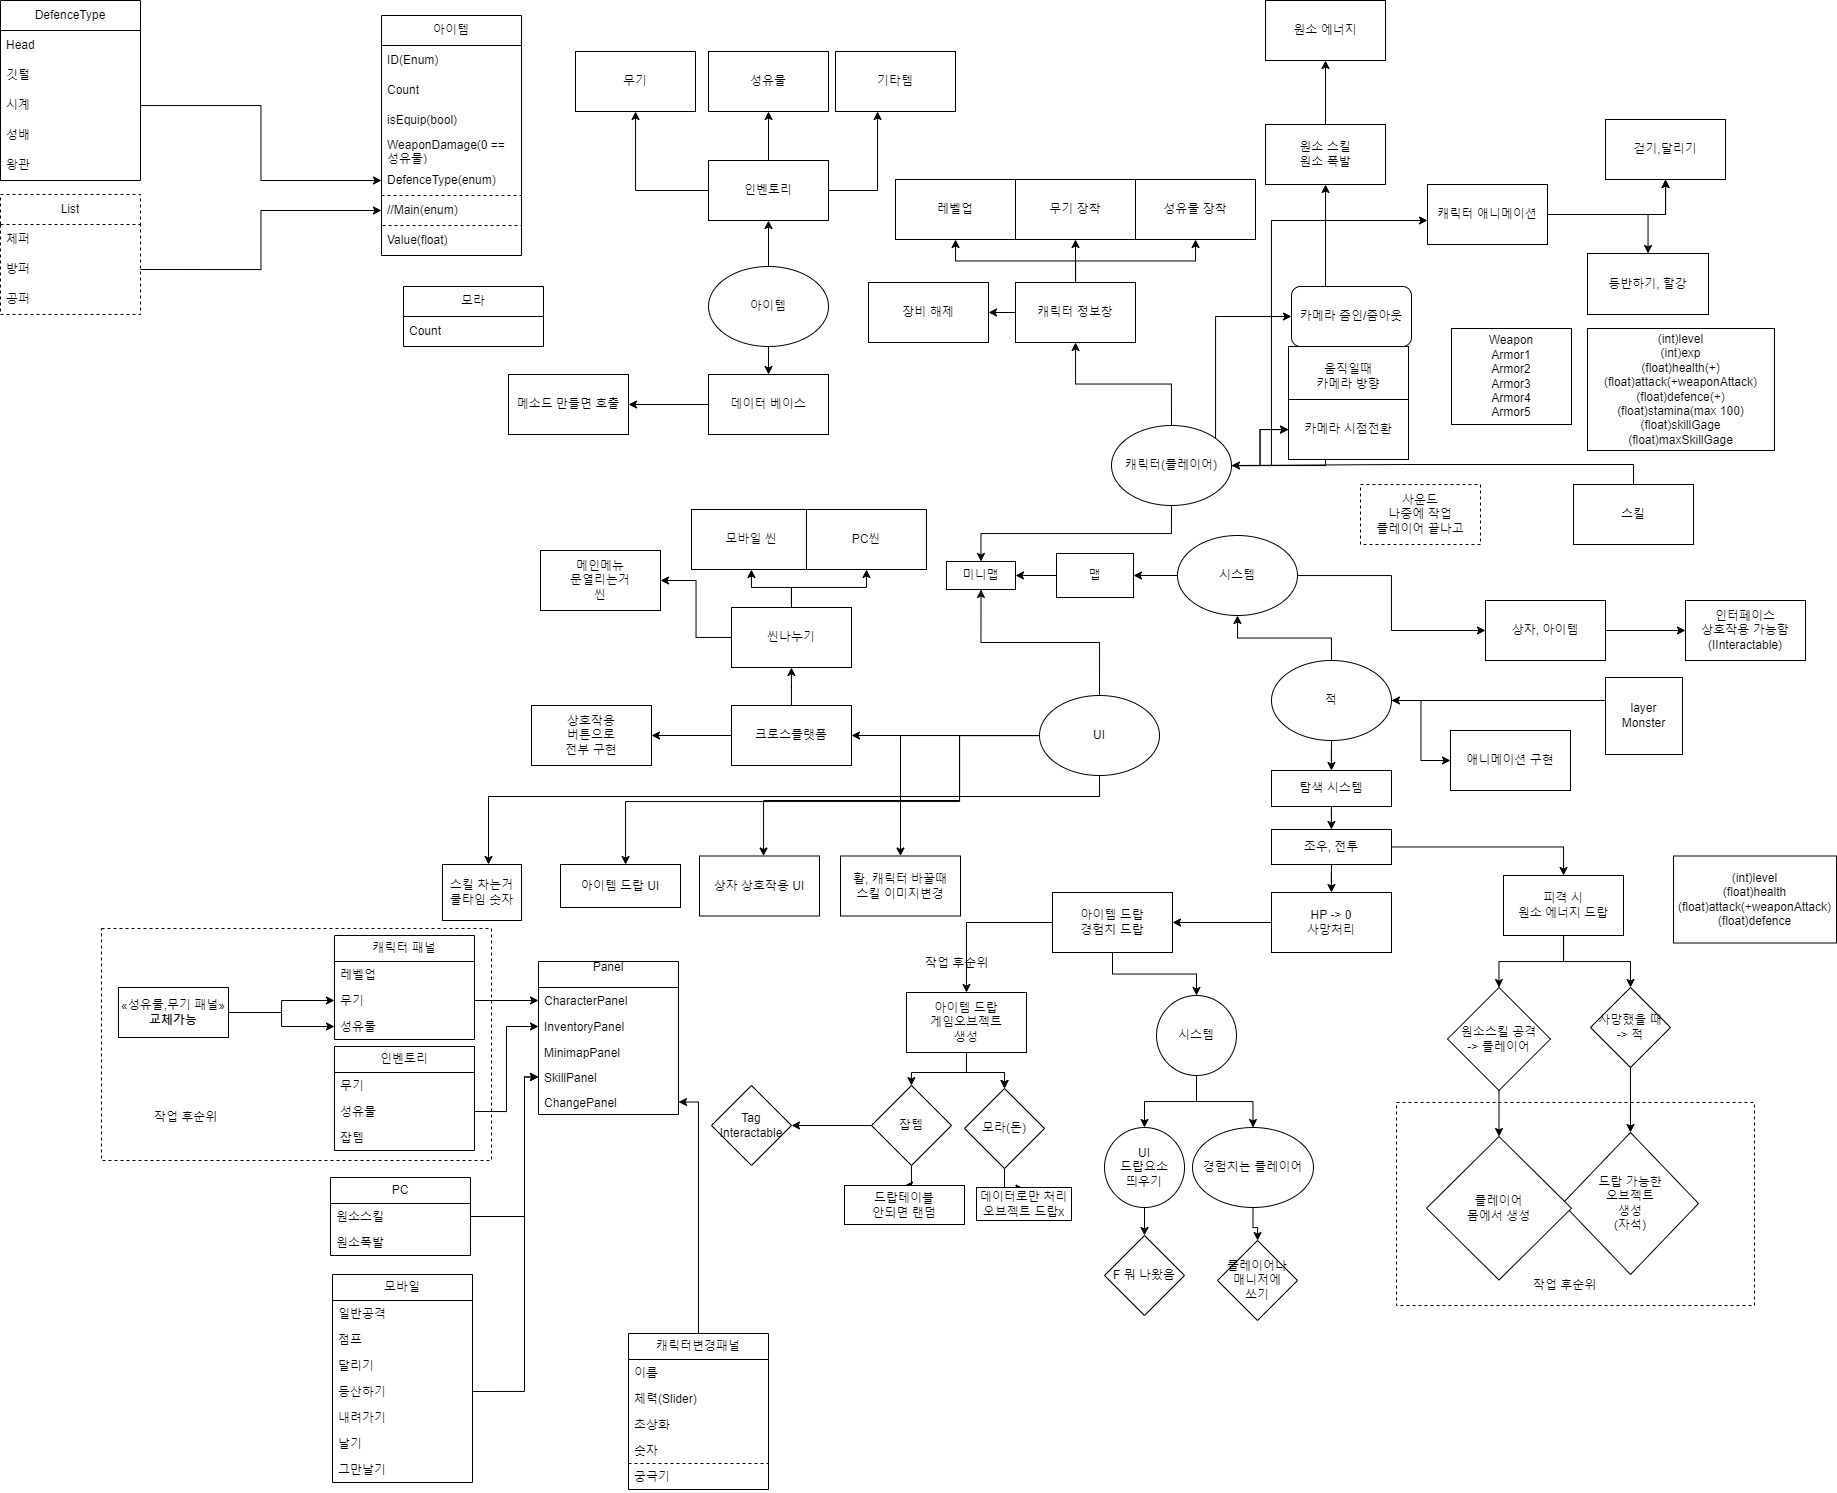 DefenceType
Head
깃털
시계
성배
왕관
List
체퍼
방퍼
공퍼
아이템
ID(Enum)
Count
isEquip(bool)
WeaponDamage(0 ==
성유물)
DefenceType(enum)
//Main(enum)
Value(float)
모라
Count
무기
성유물
기타템
인벤토리
아이템
데이터 베이스
메소드 만들면 호출
원소 에너지
원소 스킬
원소 폭발
레벨업
무기 장착
성유물 장착
장비 해제
캐릭터 정보창
캐릭터 애니메이션
걷기,달리기
등반하기, 할강
카메라 줌인/줌아웃
움직일때
카메라 방향
카메라 시점전환
캐릭터(플레이어)
Weapon
Armor1
Armor2
Armor3
Armor4
Armor5
(int)level
(int)exp
(float)health(+)
(float)attack(+weaponAttack)
(float)defence(+)
(float)stamina(max 100)
(float)skillGage
(float)maxSkillGage
사운드
나중에 작업
플레이어 끝나고
스킬
모바일 씬
PC씬
메인메뉴
문열리는거
씬
씬나누기
미니맵
맵
시스템
상자, 아이템
인터페이스
상호작용 가능함
(IInteractable)
상호작용
버튼으로
전부 구현
크로스플랫폼
UI
적
layer
Monster
애니메이션 구현
탐색 시스템
조우, 전투
스킬 차는거
쿨타임 숫자
아이템 드랍 UI
상자 상호작용 UI
활, 캐릭터 바꿀때
스킬 이미지변경
아이템 드랍
경험치 드랍
HP -> 0
사망처리
피격 시
원소 에너지 드랍
(int)level
(float)health
(float)attack(+weaponAttack)
(float)defence
캐릭터 패널
레벨업
무기
성유물
«성유물,무기 패널»
교체가능
인벤토리
무기
성유물
잡템
작업 후순위
Panel
CharacterPanel
InventoryPanel
MinimapPanel
SkillPanel
ChangePanel
작업 후순위
아이템 드랍
게임오브젝트
생성
시스템
원소스킬 공격
-> 플레이어
사망했을 때
-> 적
Tag
Interactable
잡템
모라(돈)
드랍테이블
안되면 랜덤
데이터로만 처리
오브젝트 드랍x
UI
드랍요소
띄우기
경험치는 플레이어
F 뭐 나왔음
플레이어나
매니저에
쓰기
플레이어
몸에서 생성
드랍 가능한
오브젝트
생성
(자석)
작업 후순위
PC
원소스킬
원소폭발
모바일
일반공격
점프
달리기
등산하기
내려가기
날기
그만날기
캐릭터변경패널
이름
체력(Slider)
초상화
숫자
궁극기